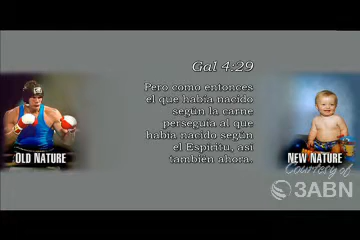 Gal 4:29
Pero como entonces
el que había nacido
según la carne
perseguía al que
había nacido según
el Espíritu, así
también ahora.
OLD NATURE
NEW NATURE
Courtesy of
3ABN